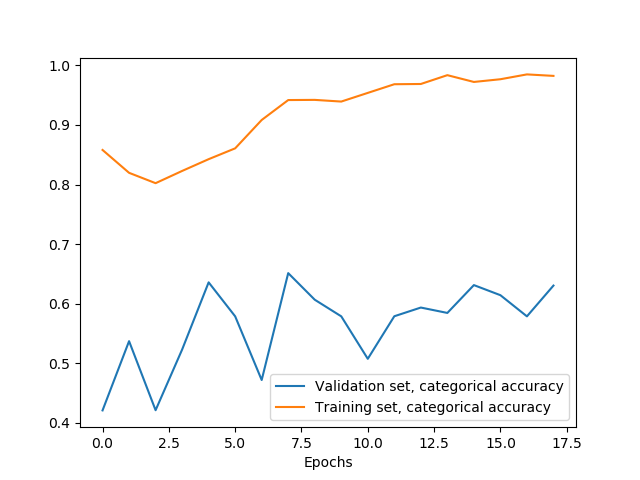 1.0
0.9
0.8
0.7
0.6
0.5
0.4
Validation set, categorical accuracy
Training set, categorical accuracy
0.0 2.5 5.0 7.5 10.0 12.5 15.0 17.5
Epochs